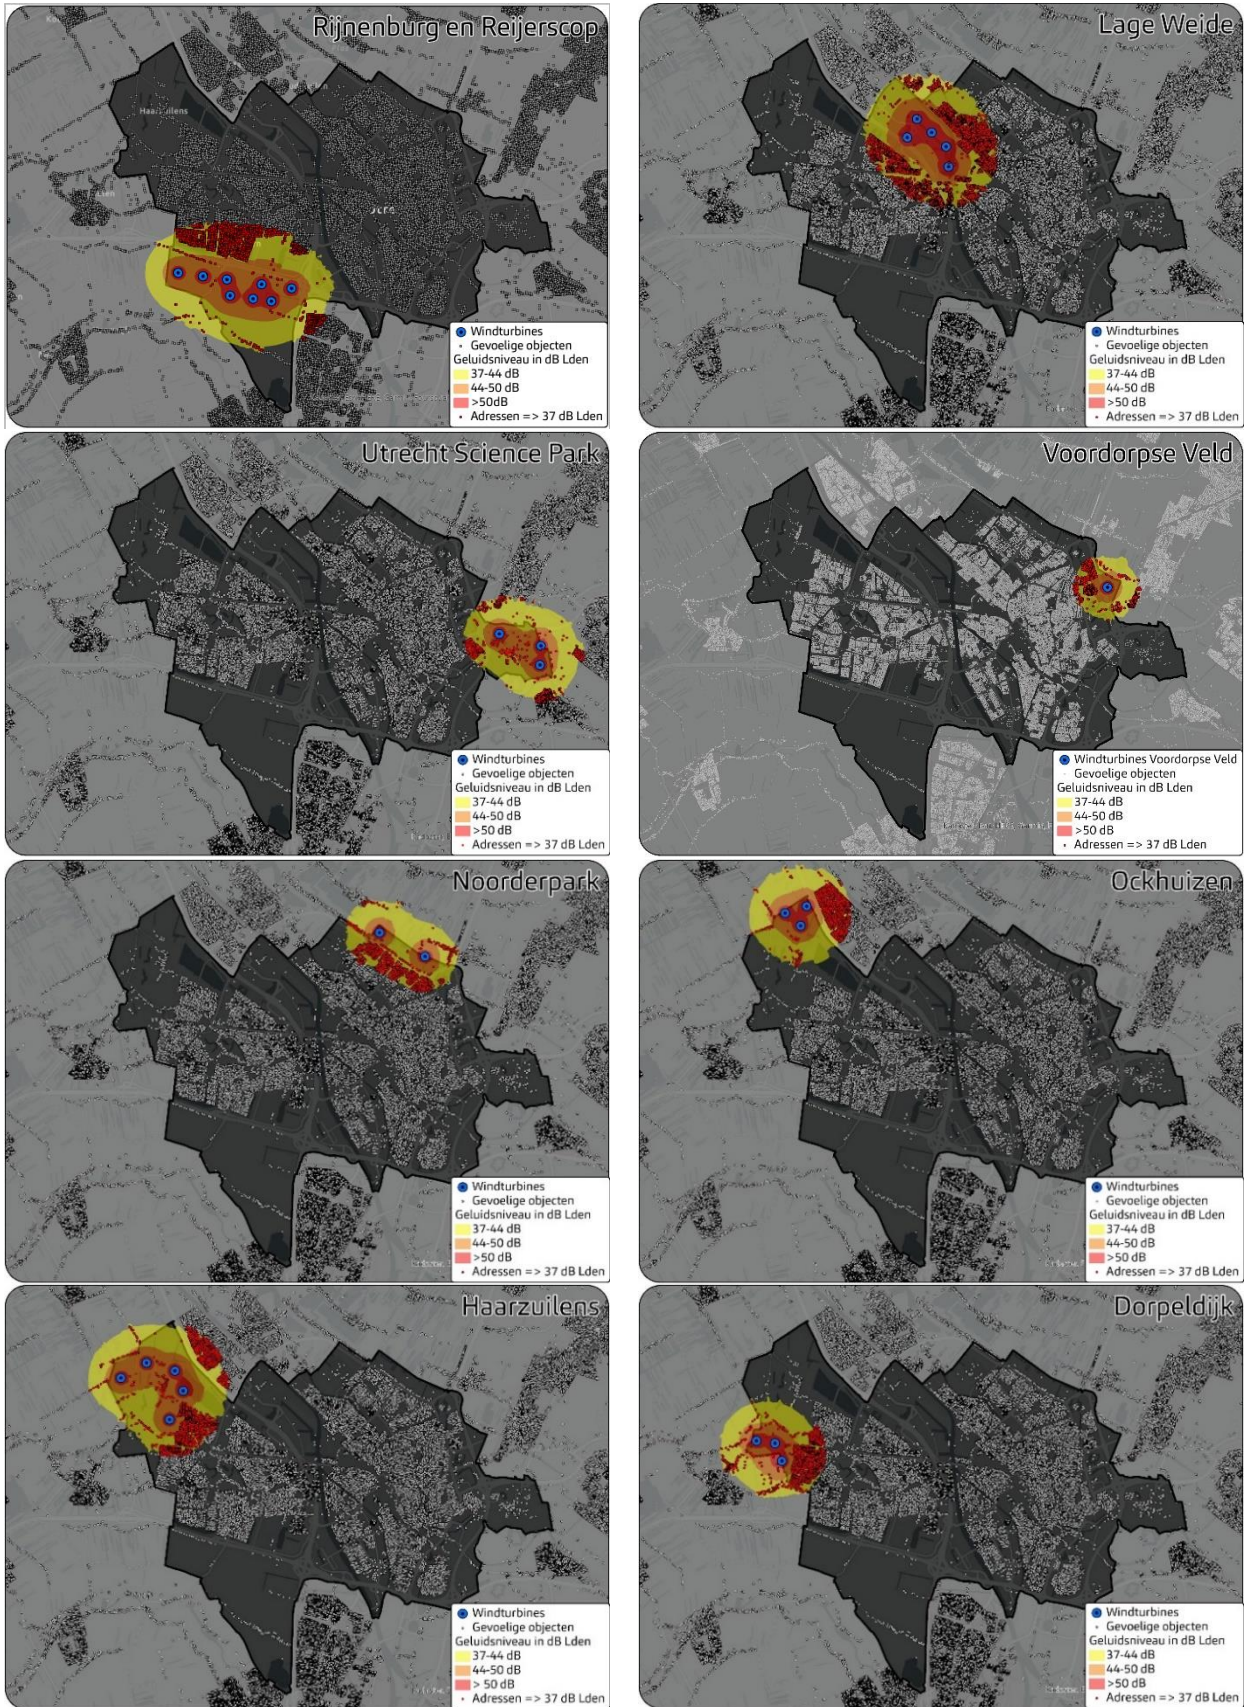 Rijnenburg en Reijerscop
Haarzuilens
Windturbines
Gevoelige objecten
Geluidsniveau in dB Lden
37-44 dB
44-50 dB
>50dB
Adressen => 37 dB Lden
Lage Weide
Windturbines
Gevoelige objecten
Geluidsniveau in dB Lden
37-44 dB
44-50 dB
>50 dB
Adressen => 37 dB Lden
Utrecht Science Park
Windturbines
Gevoelige objecten
Geluidsniveau in dB Lden
37-44 dB
44-50 dB
>50 dB
Adressen => 37 dB Lden
Voordorpse Veld
Windturbines Voordorpse Veld
Gevoelige objecten
Geluidsniveau in dB Lden
37-44 dB
44-50 dB
>50 dB
Adressen => 37 dB Lden
Noorderpark
Windturbines
Gevoelige objecten
Geluidsniveau in dB Lden
37-44 dB
44-50 dB
>50 dB
Adressen => 37 dB Lden
Ockhuizen
Windturbines
Gevoelige objecten
Geluidsniveau in dB Lden
37-44 dB
44-50 dB
>50 dB
Adressen => 37 dB Lden
Haarzuilens
Windturbines
Gevoelige objecten
Geluidsniveau in dB Lden
37-44 dB
44-50 dB
> 50 dB
Adressen => 37 dB Lden
Dorpeldijk
Windturbines
Gevoelige objecten
Geluidsniveau in dB Lden
37-44 dB
44-50 dB
> 50 dB
Adressen => 37 dB Lden